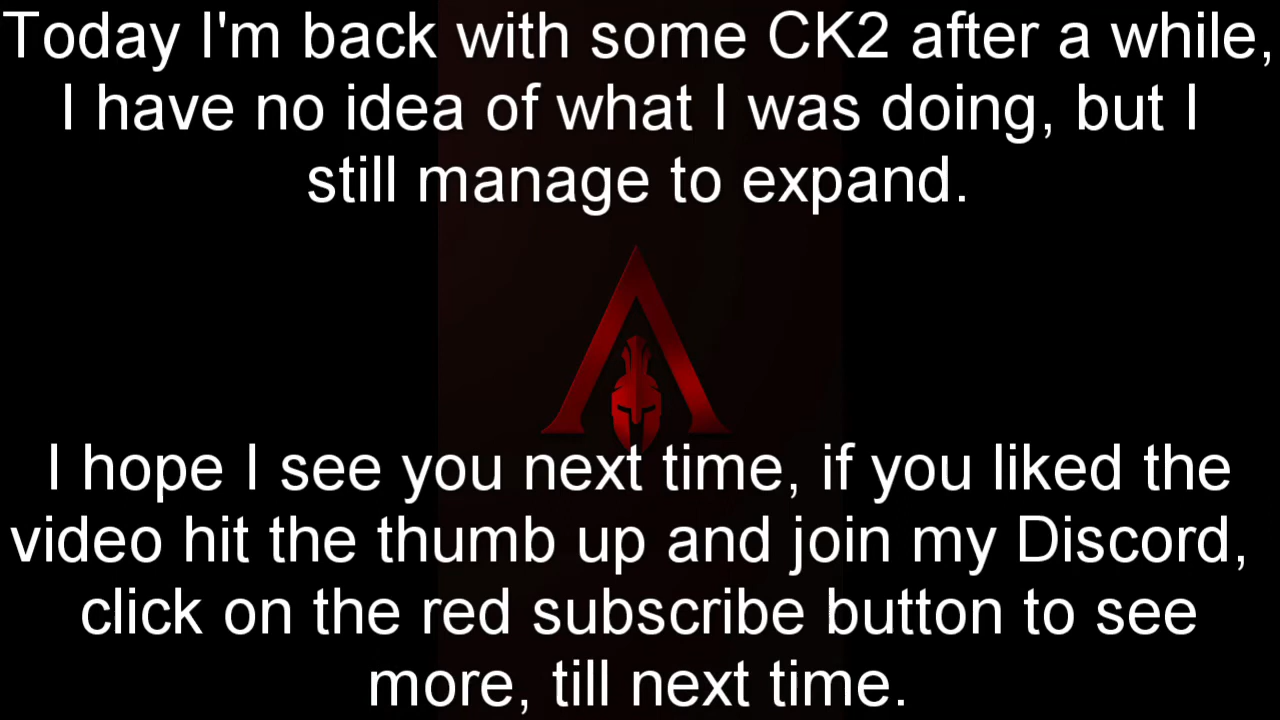 Today I'm back with some CK2 after a while,
I have no idea of what I was doing, but I
still manage to expand.
I hope I see you next time, if you liked the
video hit the thumb up and join my Discord,
click on the red subscribe button to see
more, till next time.